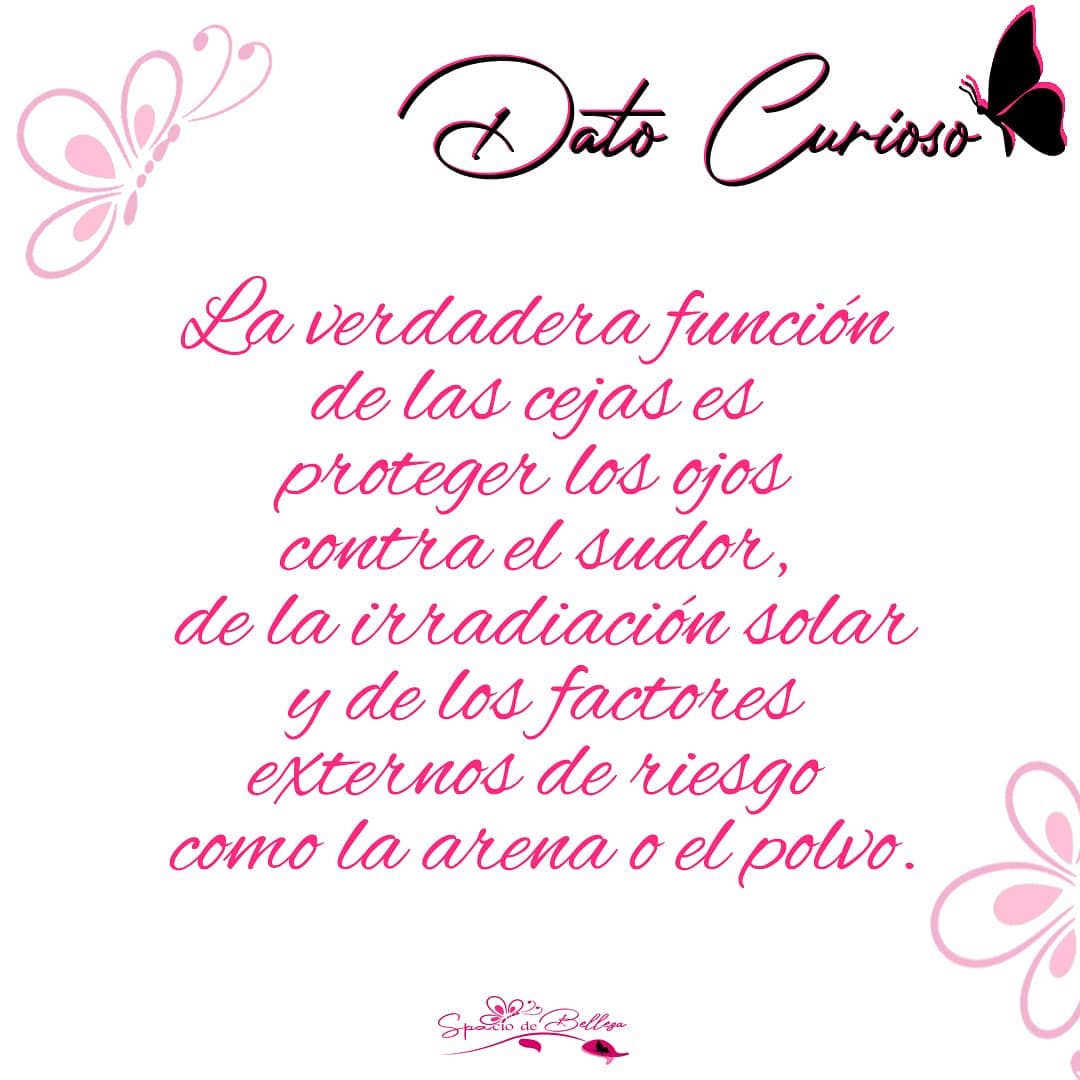 Dato Curioso
La verdadera función
de las cejas es
proteger los ojos
contra el sudor,
de la irradiación solar
y de los factores
externos de riesgo
como la arena o el polvo.
Spacio de Belleza